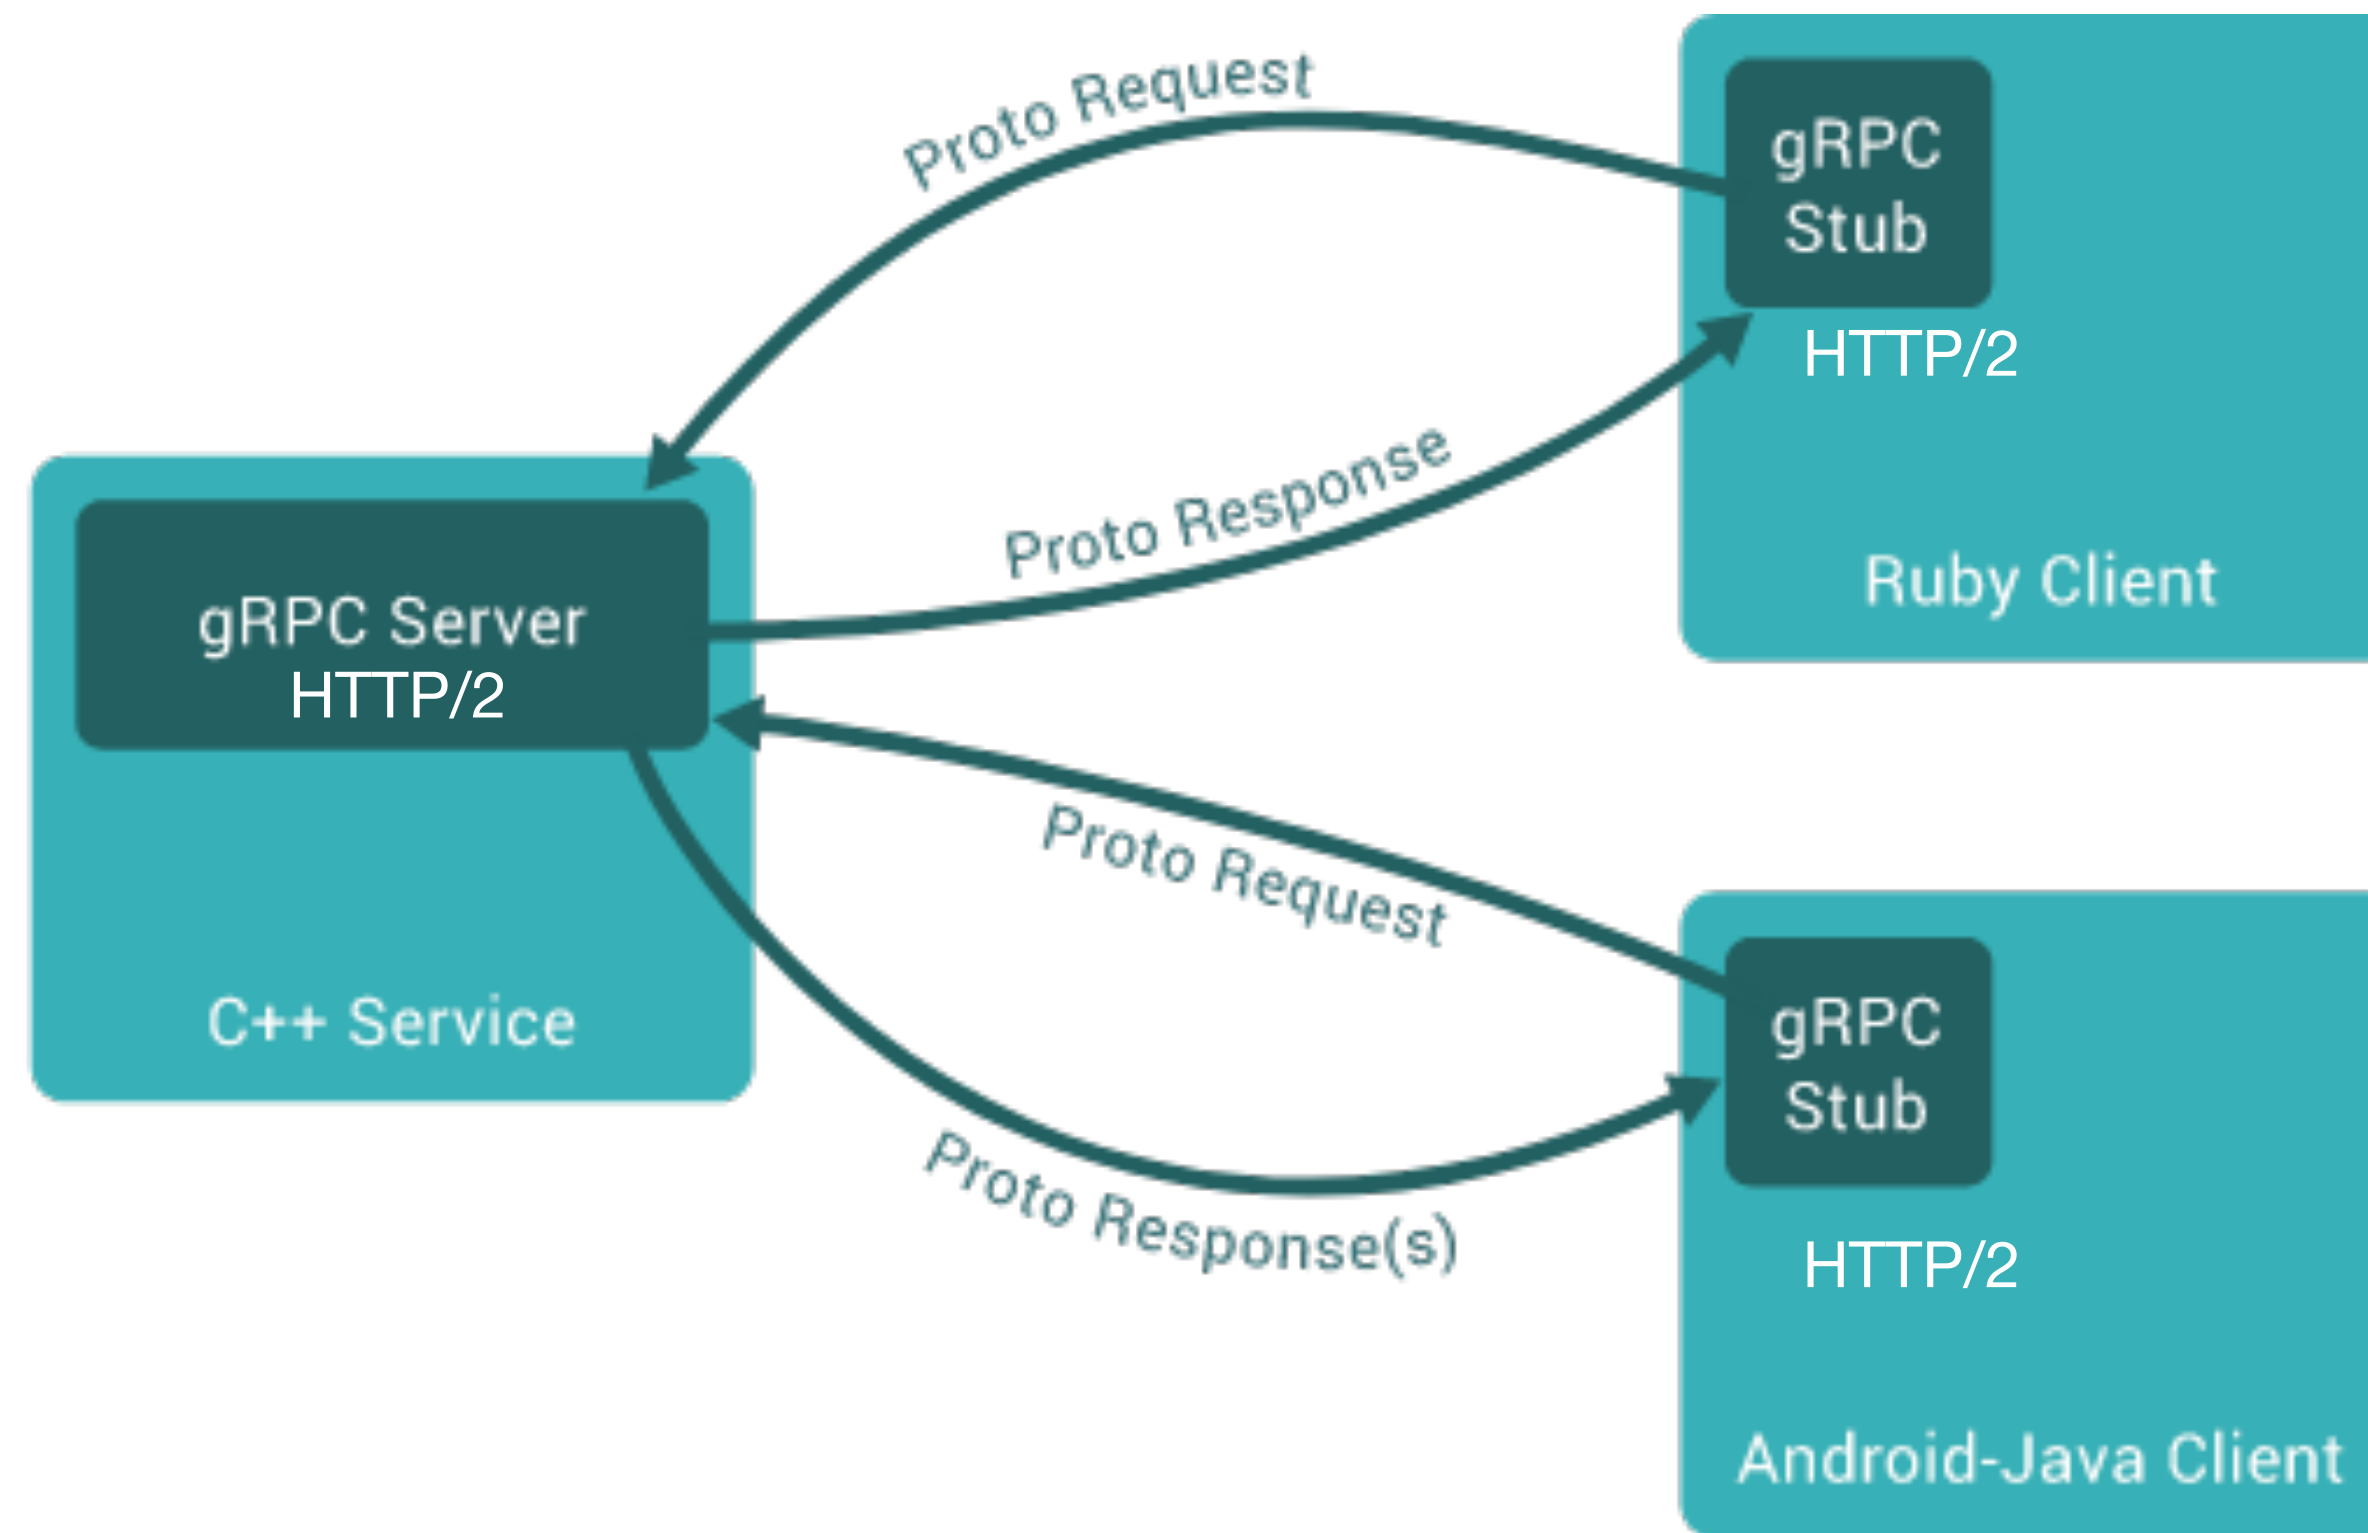 Proto Request
gRPC
Stub
HTTP/2
Proto Response
Ruby Client
gRPC Server
HTTP/2
C++ Service
Proto Request
gRPC
Stub
Proto Response(s)
HTTP/2
Android-Java Client